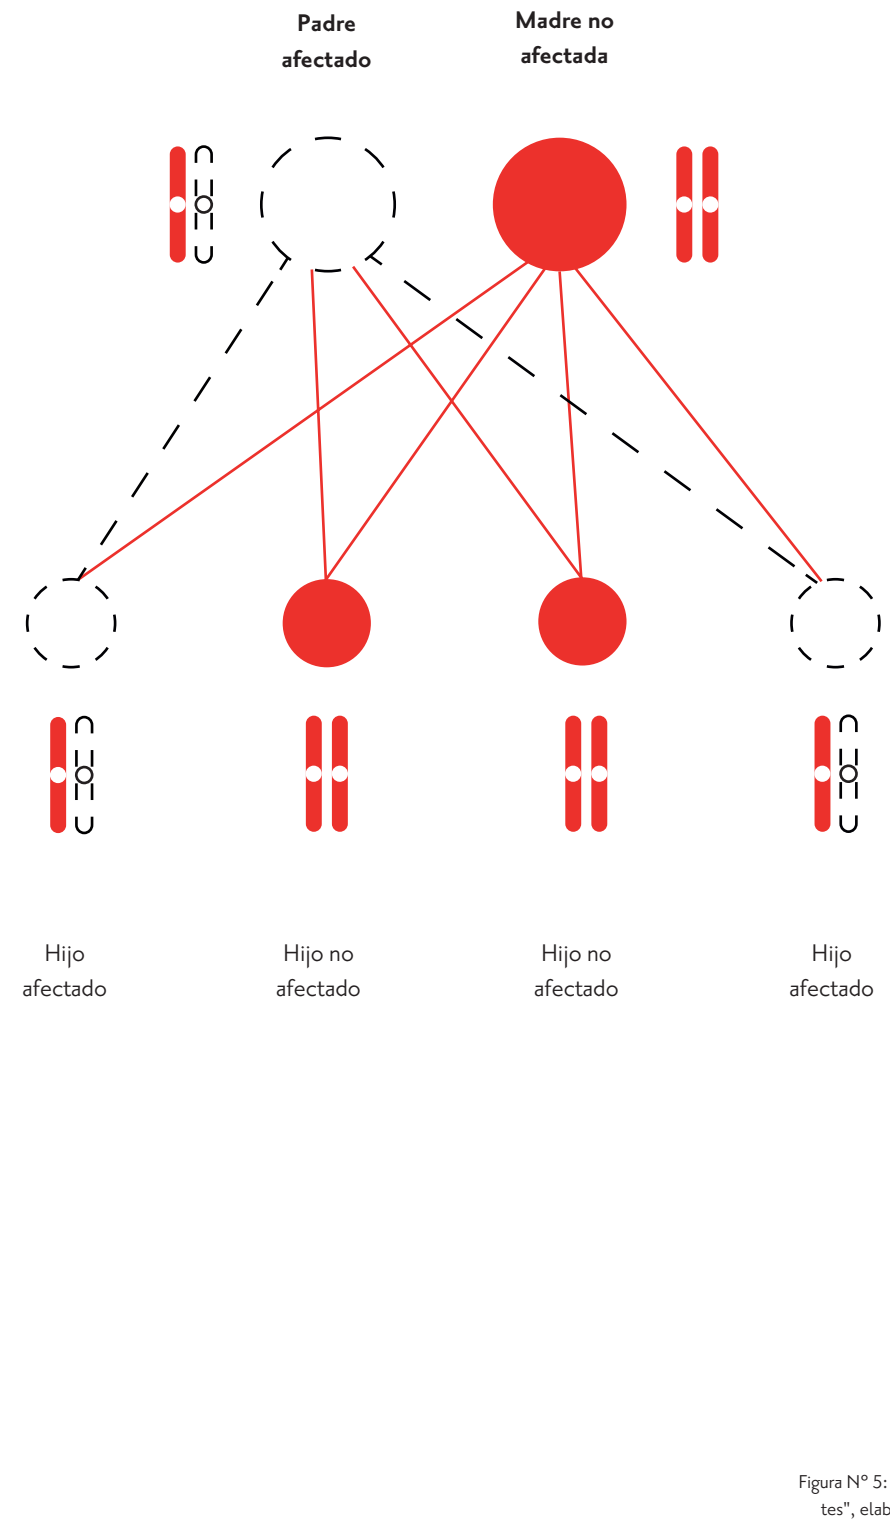 Padre
afectado
Madre no
afectada
Hijo
afectado
Hijo no
afectado
Hijo no
afectado
Hijo
afectado
Figura Nº 5:
tes", elab